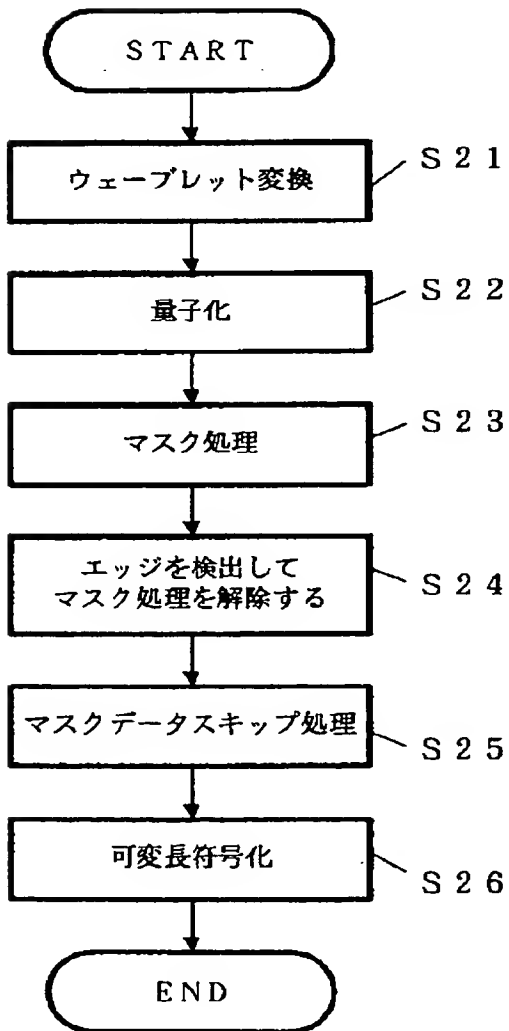 START
ウェーブレット変換
S21
量子化
S22
マスク処理
S23
エッジを検出して
マスク処理を解除する
S24
マスクデータスキップ処理
S25
可変長符号化
S26
END